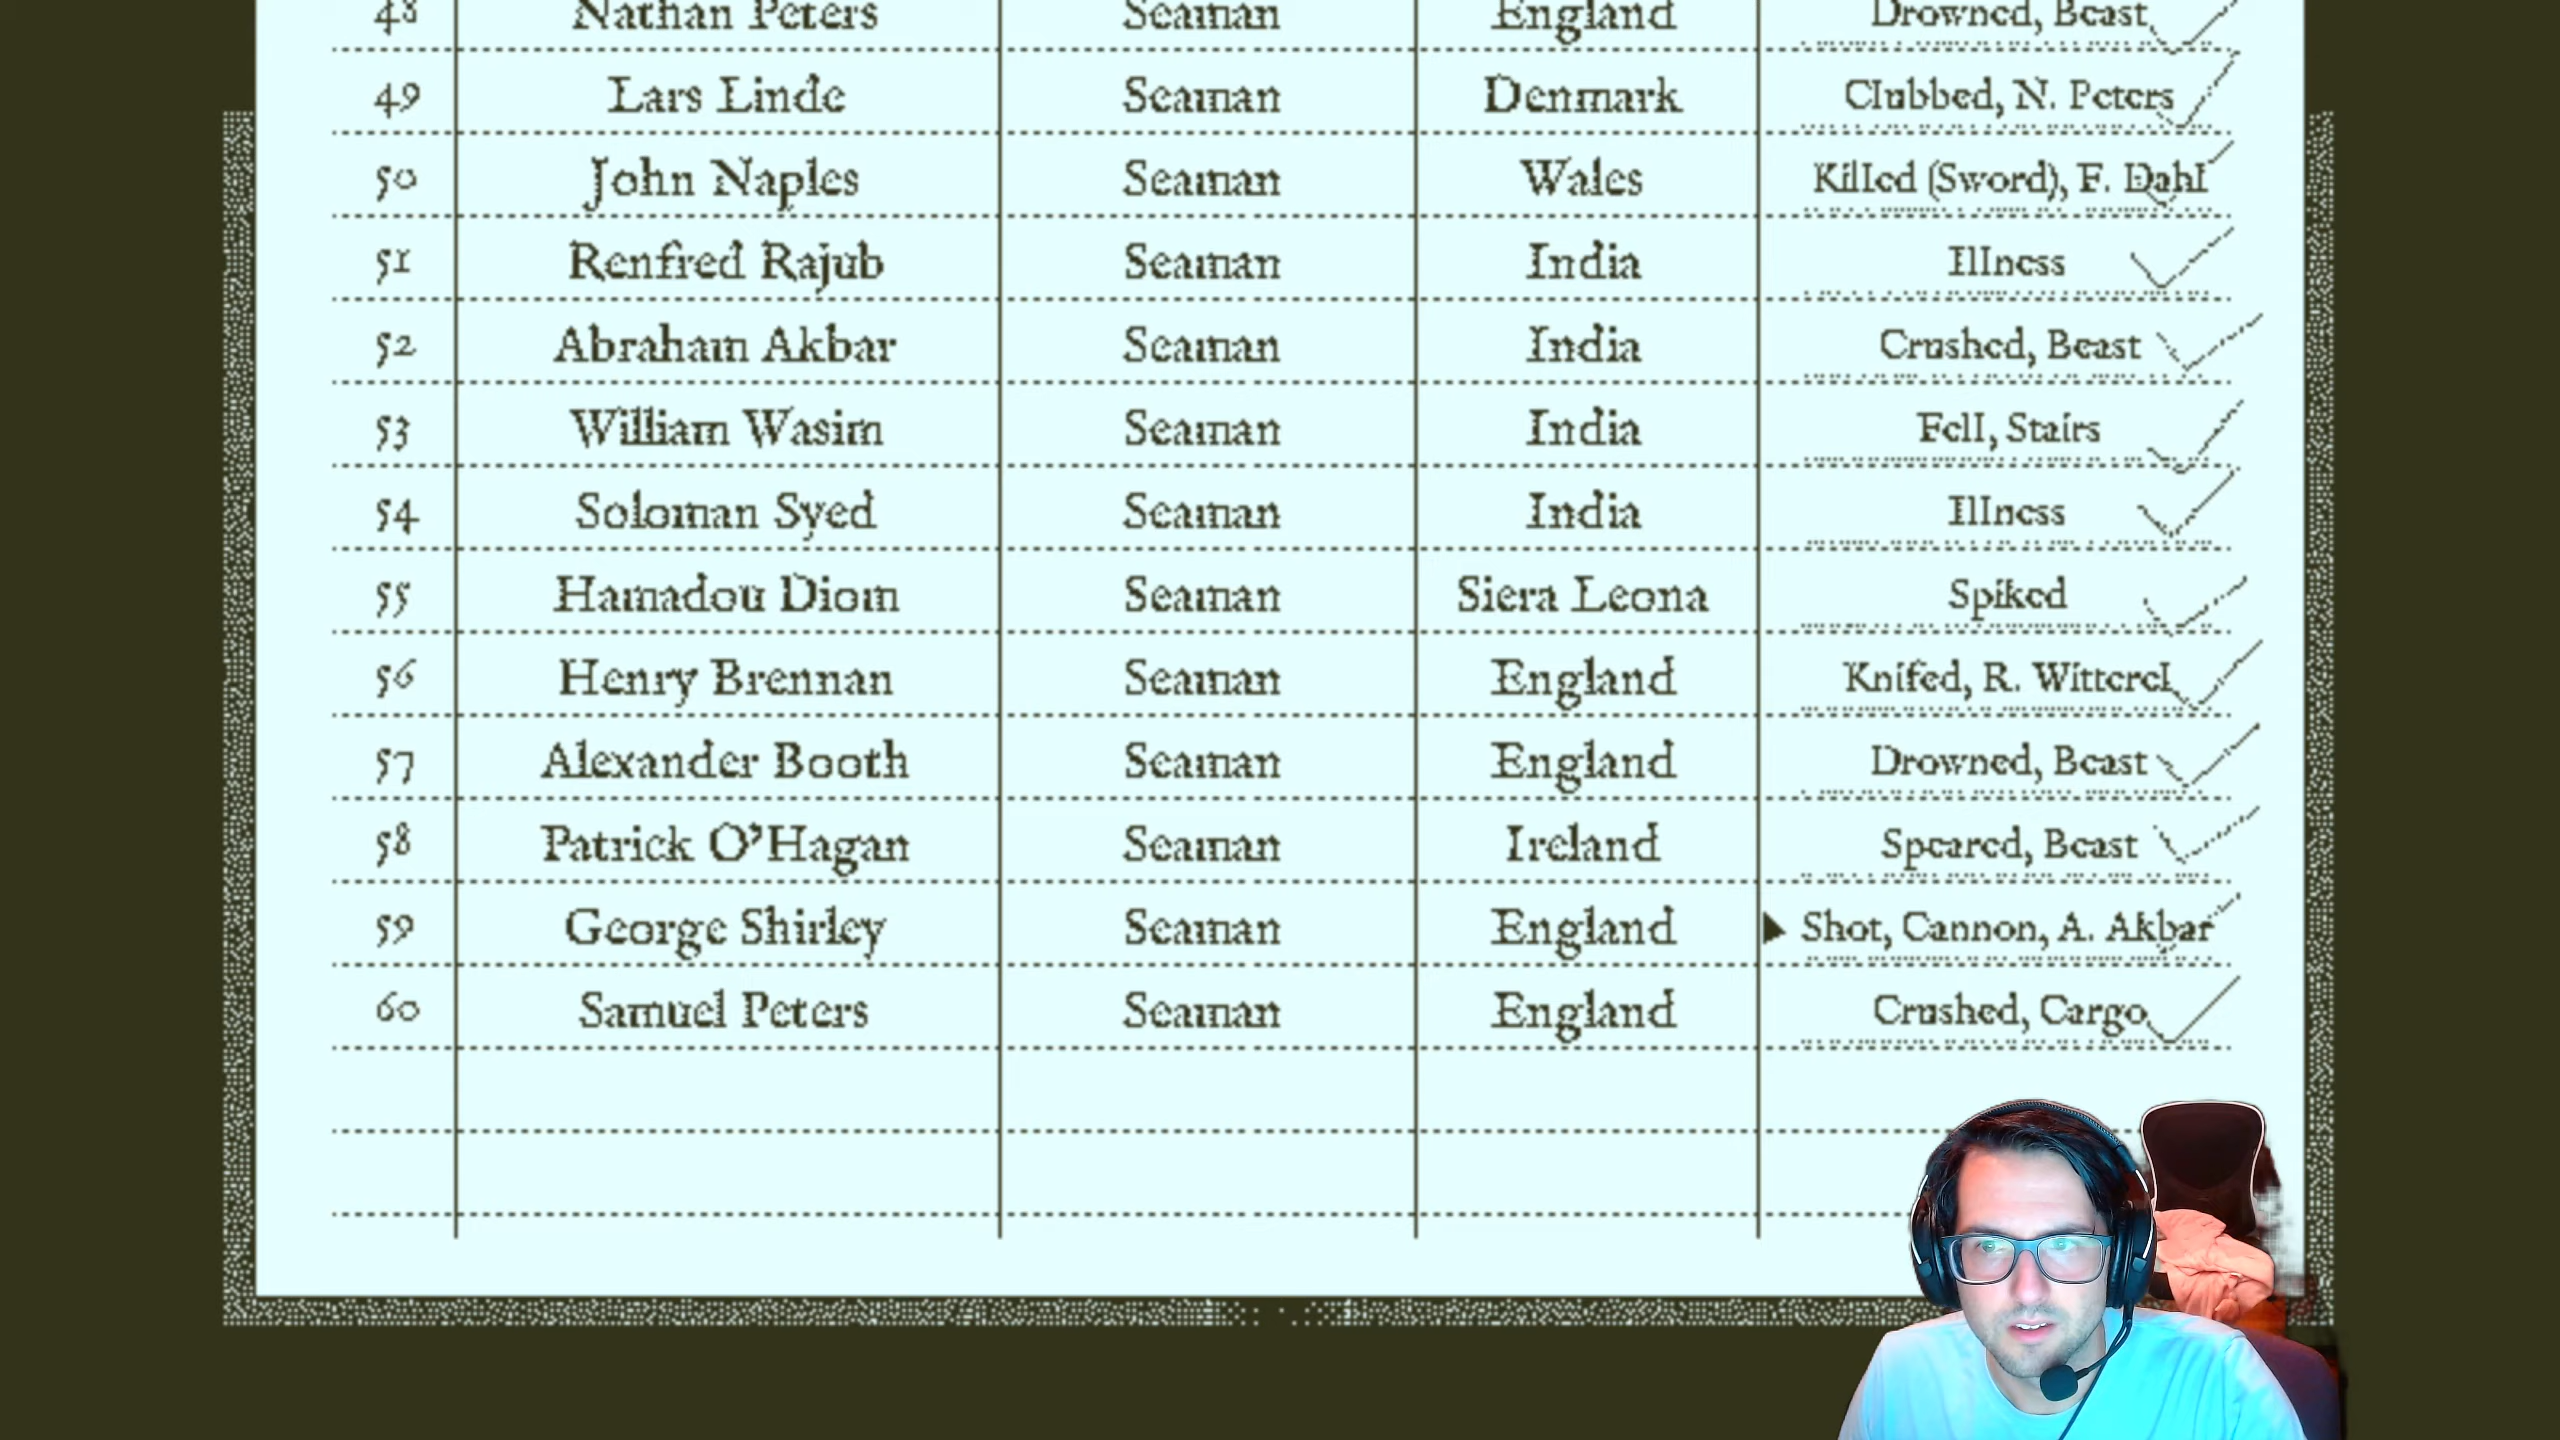 48 Nathan Peters Seaman England Drowned, Beast
49 Lars Linde Seaman Denmark Clubbed, N. Peters
50 John Naples Seaman Wales Killed (Sword), F. Dahl
51 Renfred Rajub Seaman India Illness
52 Abraham Akbar Seaman India Crushed, Beast
53 William Wasim Seaman India Fell, Stairs
54 Soloman Syed Seaman India Illness
55 Hamadou Diom Seaman Siera Leona Spiked
56 Henry Brennan Seaman England Knifed, R. Witterel
57 Alexander Booth Seaman England Drowned, Beast
58 Patrick O'Hagan Seaman Ireland Speared, Beast
59 George Shirley Seaman England Shot, Cannon, A. Akbar
60 Samuel Peters Seaman England Crushed, Cargo